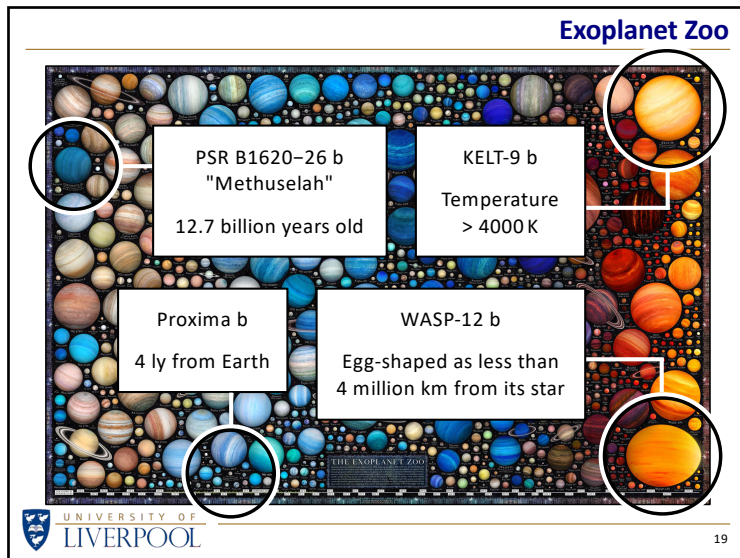 Exoplanet Zoo
PSR B1620−26 b
"Methuselah"
12.7 billion years old
KELT-9 b
Temperature
> 4000 K
Proxima b
4 ly from Earth
WASP-12 b
Egg-shaped as less than
4 million km from its star
THE EXOPLANET ZOO
UNIVERSITY OF
LIVERPOOL
19